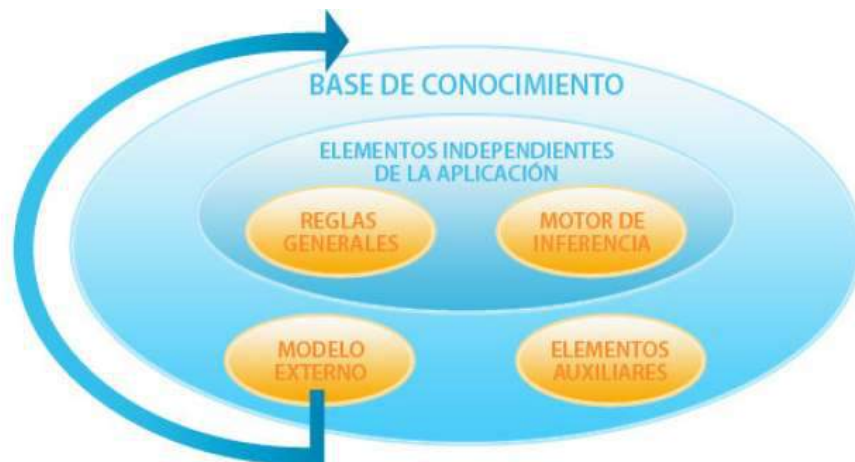 BASE DE CONOCIMIENTO
ELEMENTOS INDEPENDIENTES
DE LA APLICACIÓN
REGLAS
GENERALES
MOTOR DE
INFERENCIA
MODELO
EXTERNO
ELEMENTOS
AUXILIARES